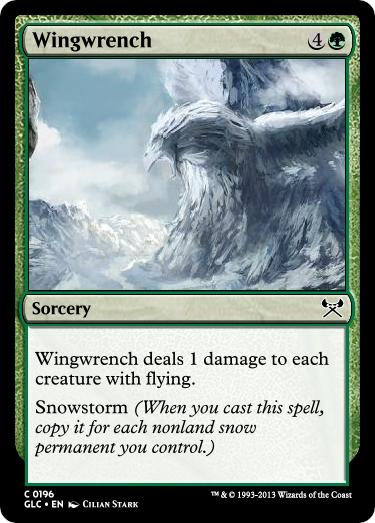 Wingwrench 4
Sorcery
Wingwrench deals 1 damage to each
creature with flying.
Snowstorm (When you cast this spell,
copy it for each nonland snow
permanent you control.)
C 0196
GLC • EN Cilian Stark
™ & © 1993-2013 Wizards of the Coast